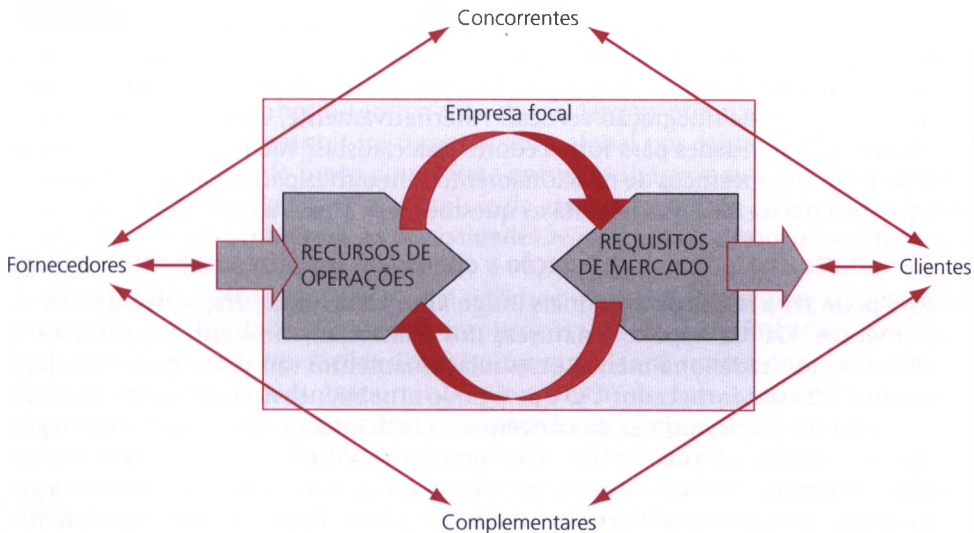 Concorrentes
Empresa focal
Fornecedores
RECURSOS DE
OPERAÇÕES
REQUISITOS
DE MERCADO
Clientes
Complementares